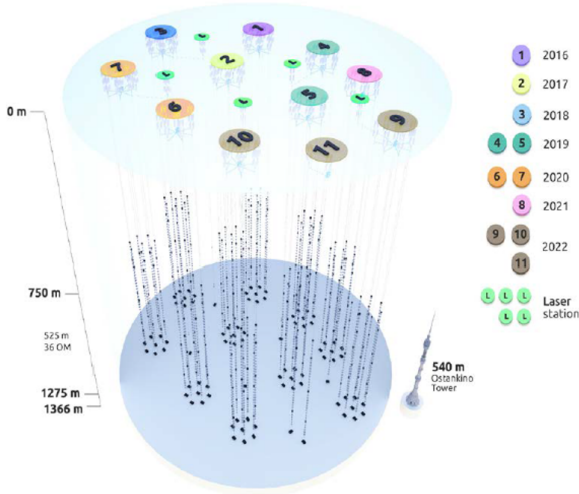 3
L
1
4
7
2
L
8
L
6
L
5
L
9
10
11
0 m
750 m
525 m
36 OM
1275 m
1366 m
540 m
Ostankino
Tower
1 2016
2 2017
3 2018
4 5 2019
6 7 2020
8 2021
9 10
2022
11
L L L
L L
Laser
station